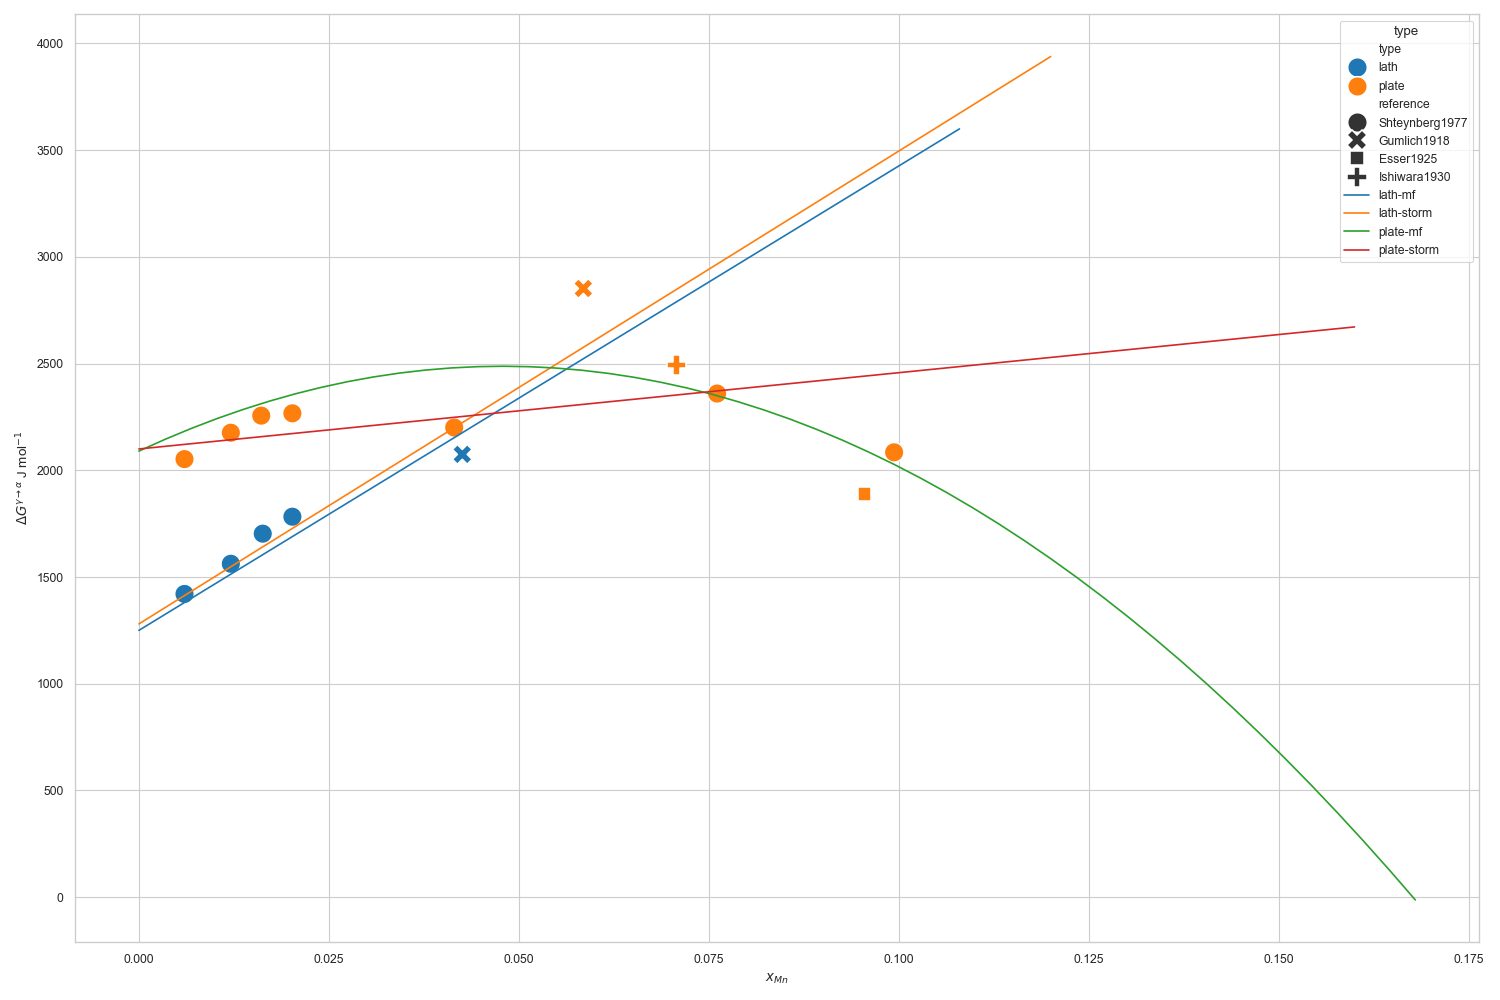 4000
3500
3000
2500
2000
1500
1000
500
0
ΔG^{γ→α} J mol⁻¹
0.000 0.025 0.050 0.075 0.100 0.125 0.150 0.175
x_{Mn}
type
type
lath
plate
reference
Shteynberg1977
Gumlich1918
Esser1925
Ishiwara1930
lath-mf
lath-storm
plate-mf
plate-storm